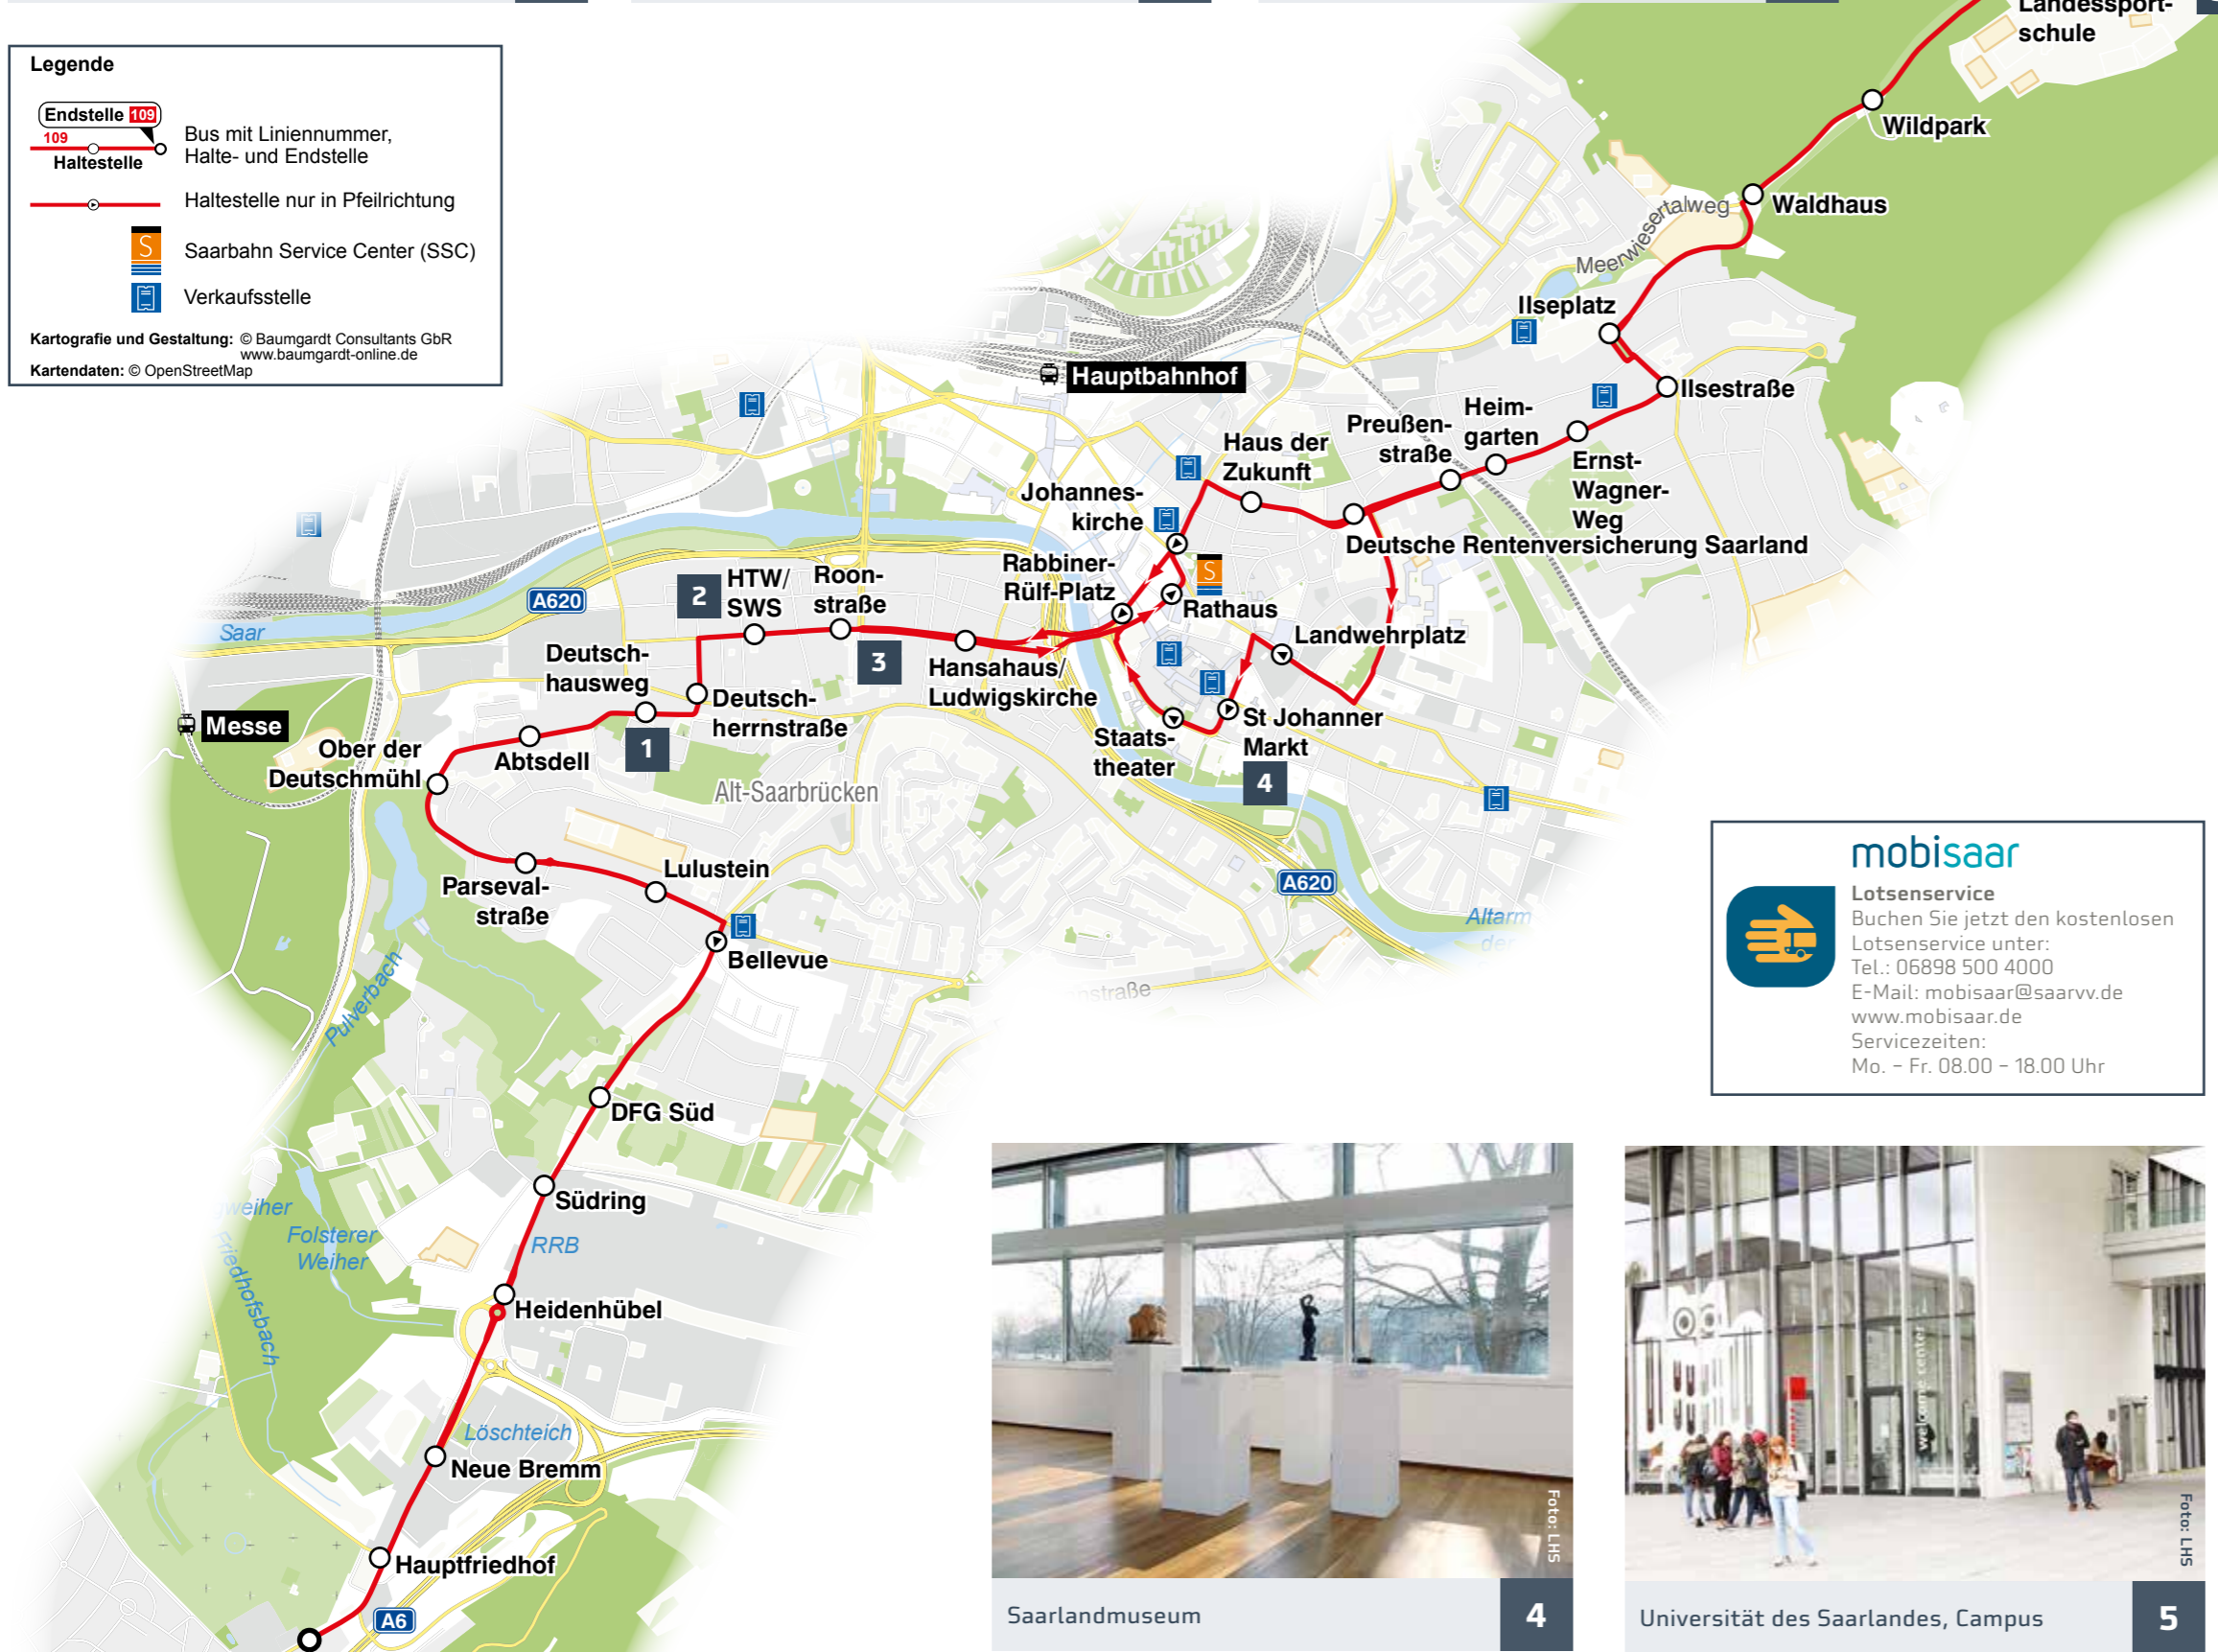 Landessport-
schule
Legende
Endstelle 109
109
Haltestelle
Bus mit Liniennummer,
Halte- und Endstelle
Haltestelle nur in Pfeilrichtung
S
Saarbahn Service Center (SSC)
Verkaufsstelle
Kartografie und Gestaltung: © Baumgardt Consultants GbR
www.baumgardt-online.de
Kartendaten: © OpenStreetMap
Wildpark
Waldhaus
Meerwiesertalweg
Ilseplatz
Ilsestraße
Hauptbahnhof
Heim-
garten
Preußen-
straße
Haus der
Zukunft
Ernst-
Wagner-
Weg
Johannes-
kirche
Deutsche Rentenversicherung Saarland
Rabbiner-
Rülf-Platz
S
Rathaus
Landwehrplatz
A620
Saar
2
HTW/
SWS
Roon-
straße
3
Hansahaus/
Ludwigskirche
Deutsch-
hausweg
Deutsch-
herrnstraße
1
Messe
Ober der
Deutschmühl
Abtsdell
Alt-Saarbrücken
Staats-
theater
St Johanner
Markt
4
Parseval-
straße
Lulustein
Bellevue
A620
Altarm
der
Pulverbach
DFG Süd
Südring
RRB
Folsterer
Weiher
Friedhofsbach
Heidenhübel
Löschteich
Neue Bremm
Hauptfriedhof
A6
mobisaar
Lotsenservice
Buchen Sie jetzt den kostenlosen
Lotsenservice unter:
Tel.: 06898 500 4000
E-Mail: mobisaar@saarvv.de
www.mobisaar.de
Servicezeiten:
Mo. – Fr. 08.00 – 18.00 Uhr
Foto: LHS
Saarlandmuseum
4
welcome center
Foto: LHS
Universität des Saarlandes, Campus
5